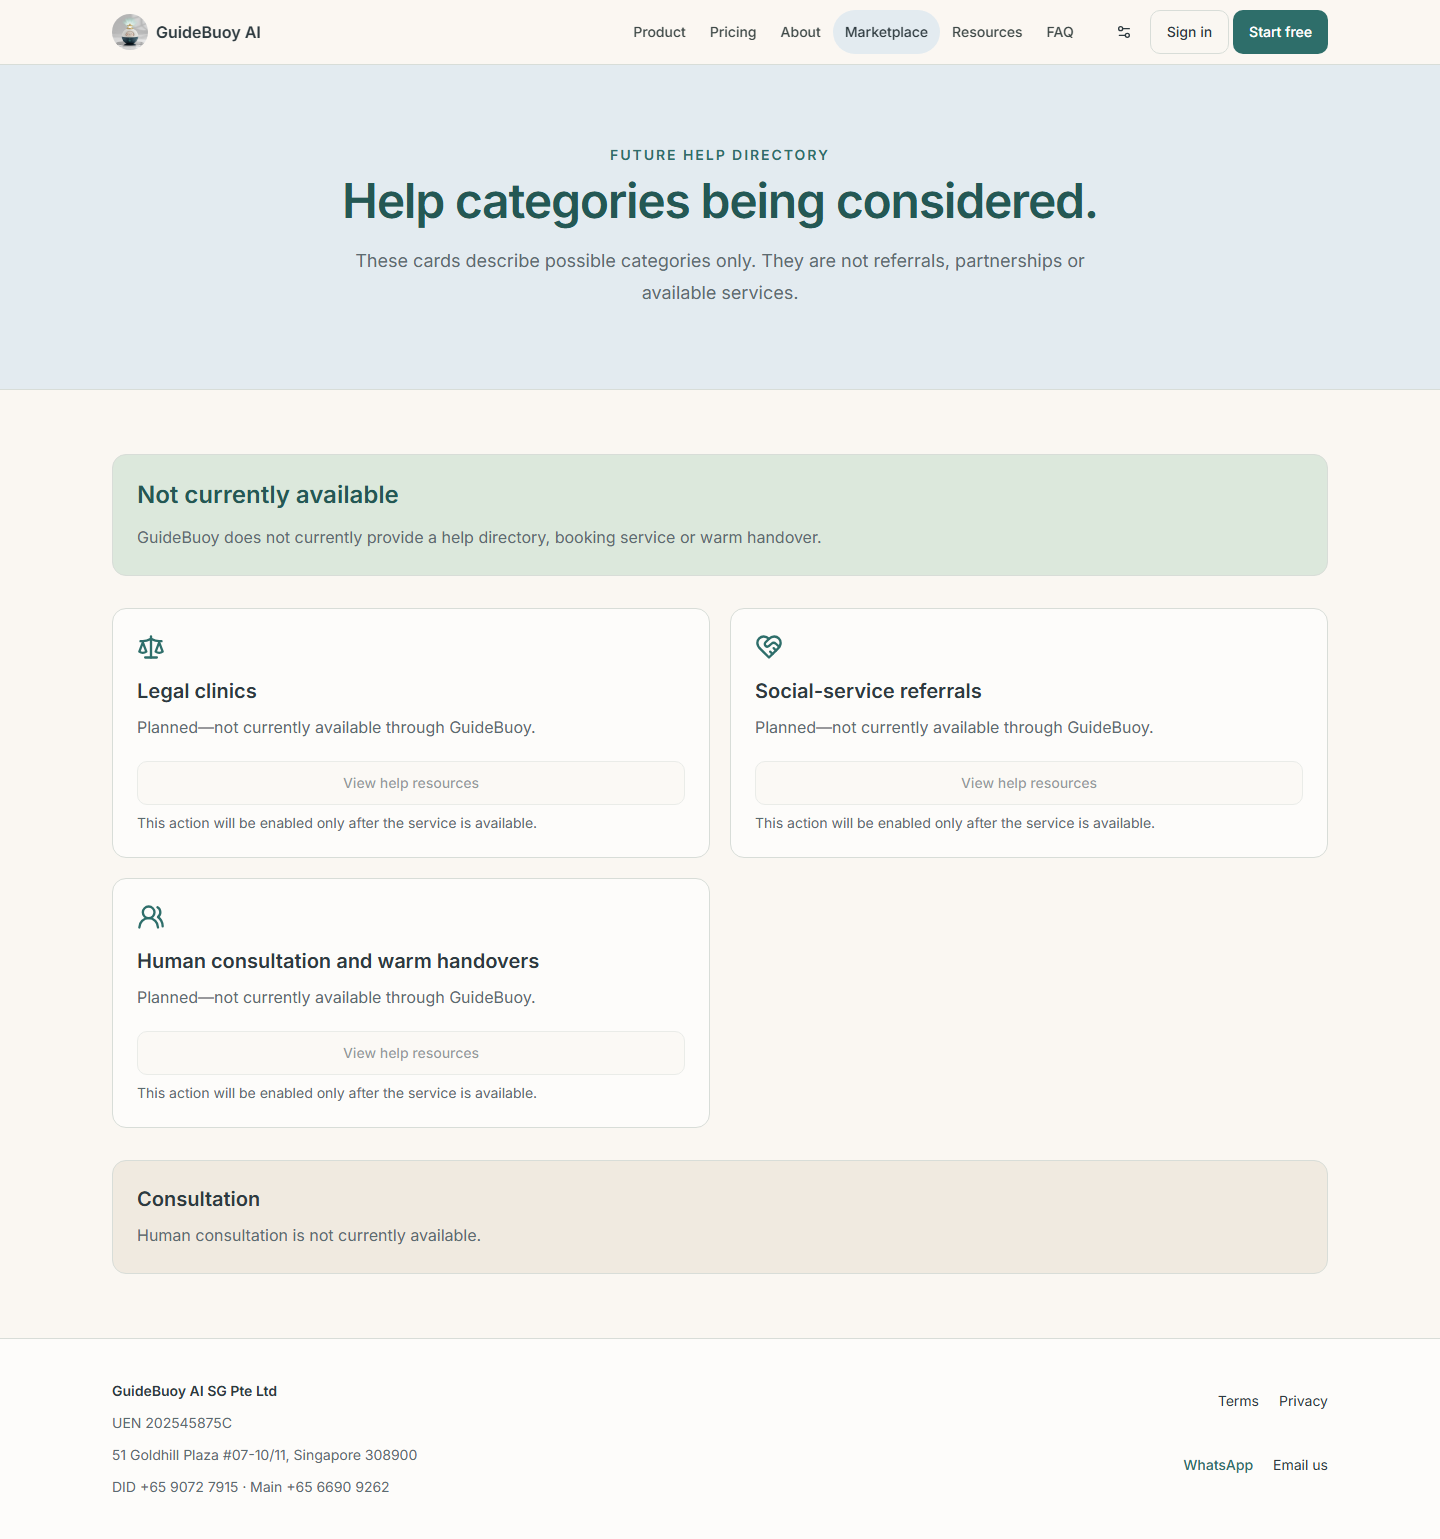 GuideBuoy AI
Product
Pricing
About
Marketplace
Resources
FAQ
Sign in
Start free
FUTURE HELP DIRECTORY
Help categories being considered.
These cards describe possible categories only. They are not referrals, partnerships or
available services.
Not currently available
GuideBuoy does not currently provide a help directory, booking service or warm handover.
Legal clinics
Planned—not currently available through GuideBuoy.
View help resources
This action will be enabled only after the service is available.
Social-service referrals
Planned—not currently available through GuideBuoy.
View help resources
This action will be enabled only after the service is available.
Human consultation and warm handovers
Planned—not currently available through GuideBuoy.
View help resources
This action will be enabled only after the service is available.
Consultation
Human consultation is not currently available.
GuideBuoy AI SG Pte Ltd
UEN 202545875C
51 Goldhill Plaza #07-10/11, Singapore 308900
DID +65 9072 7915 · Main +65 6690 9262
Terms
Privacy
WhatsApp
Email us